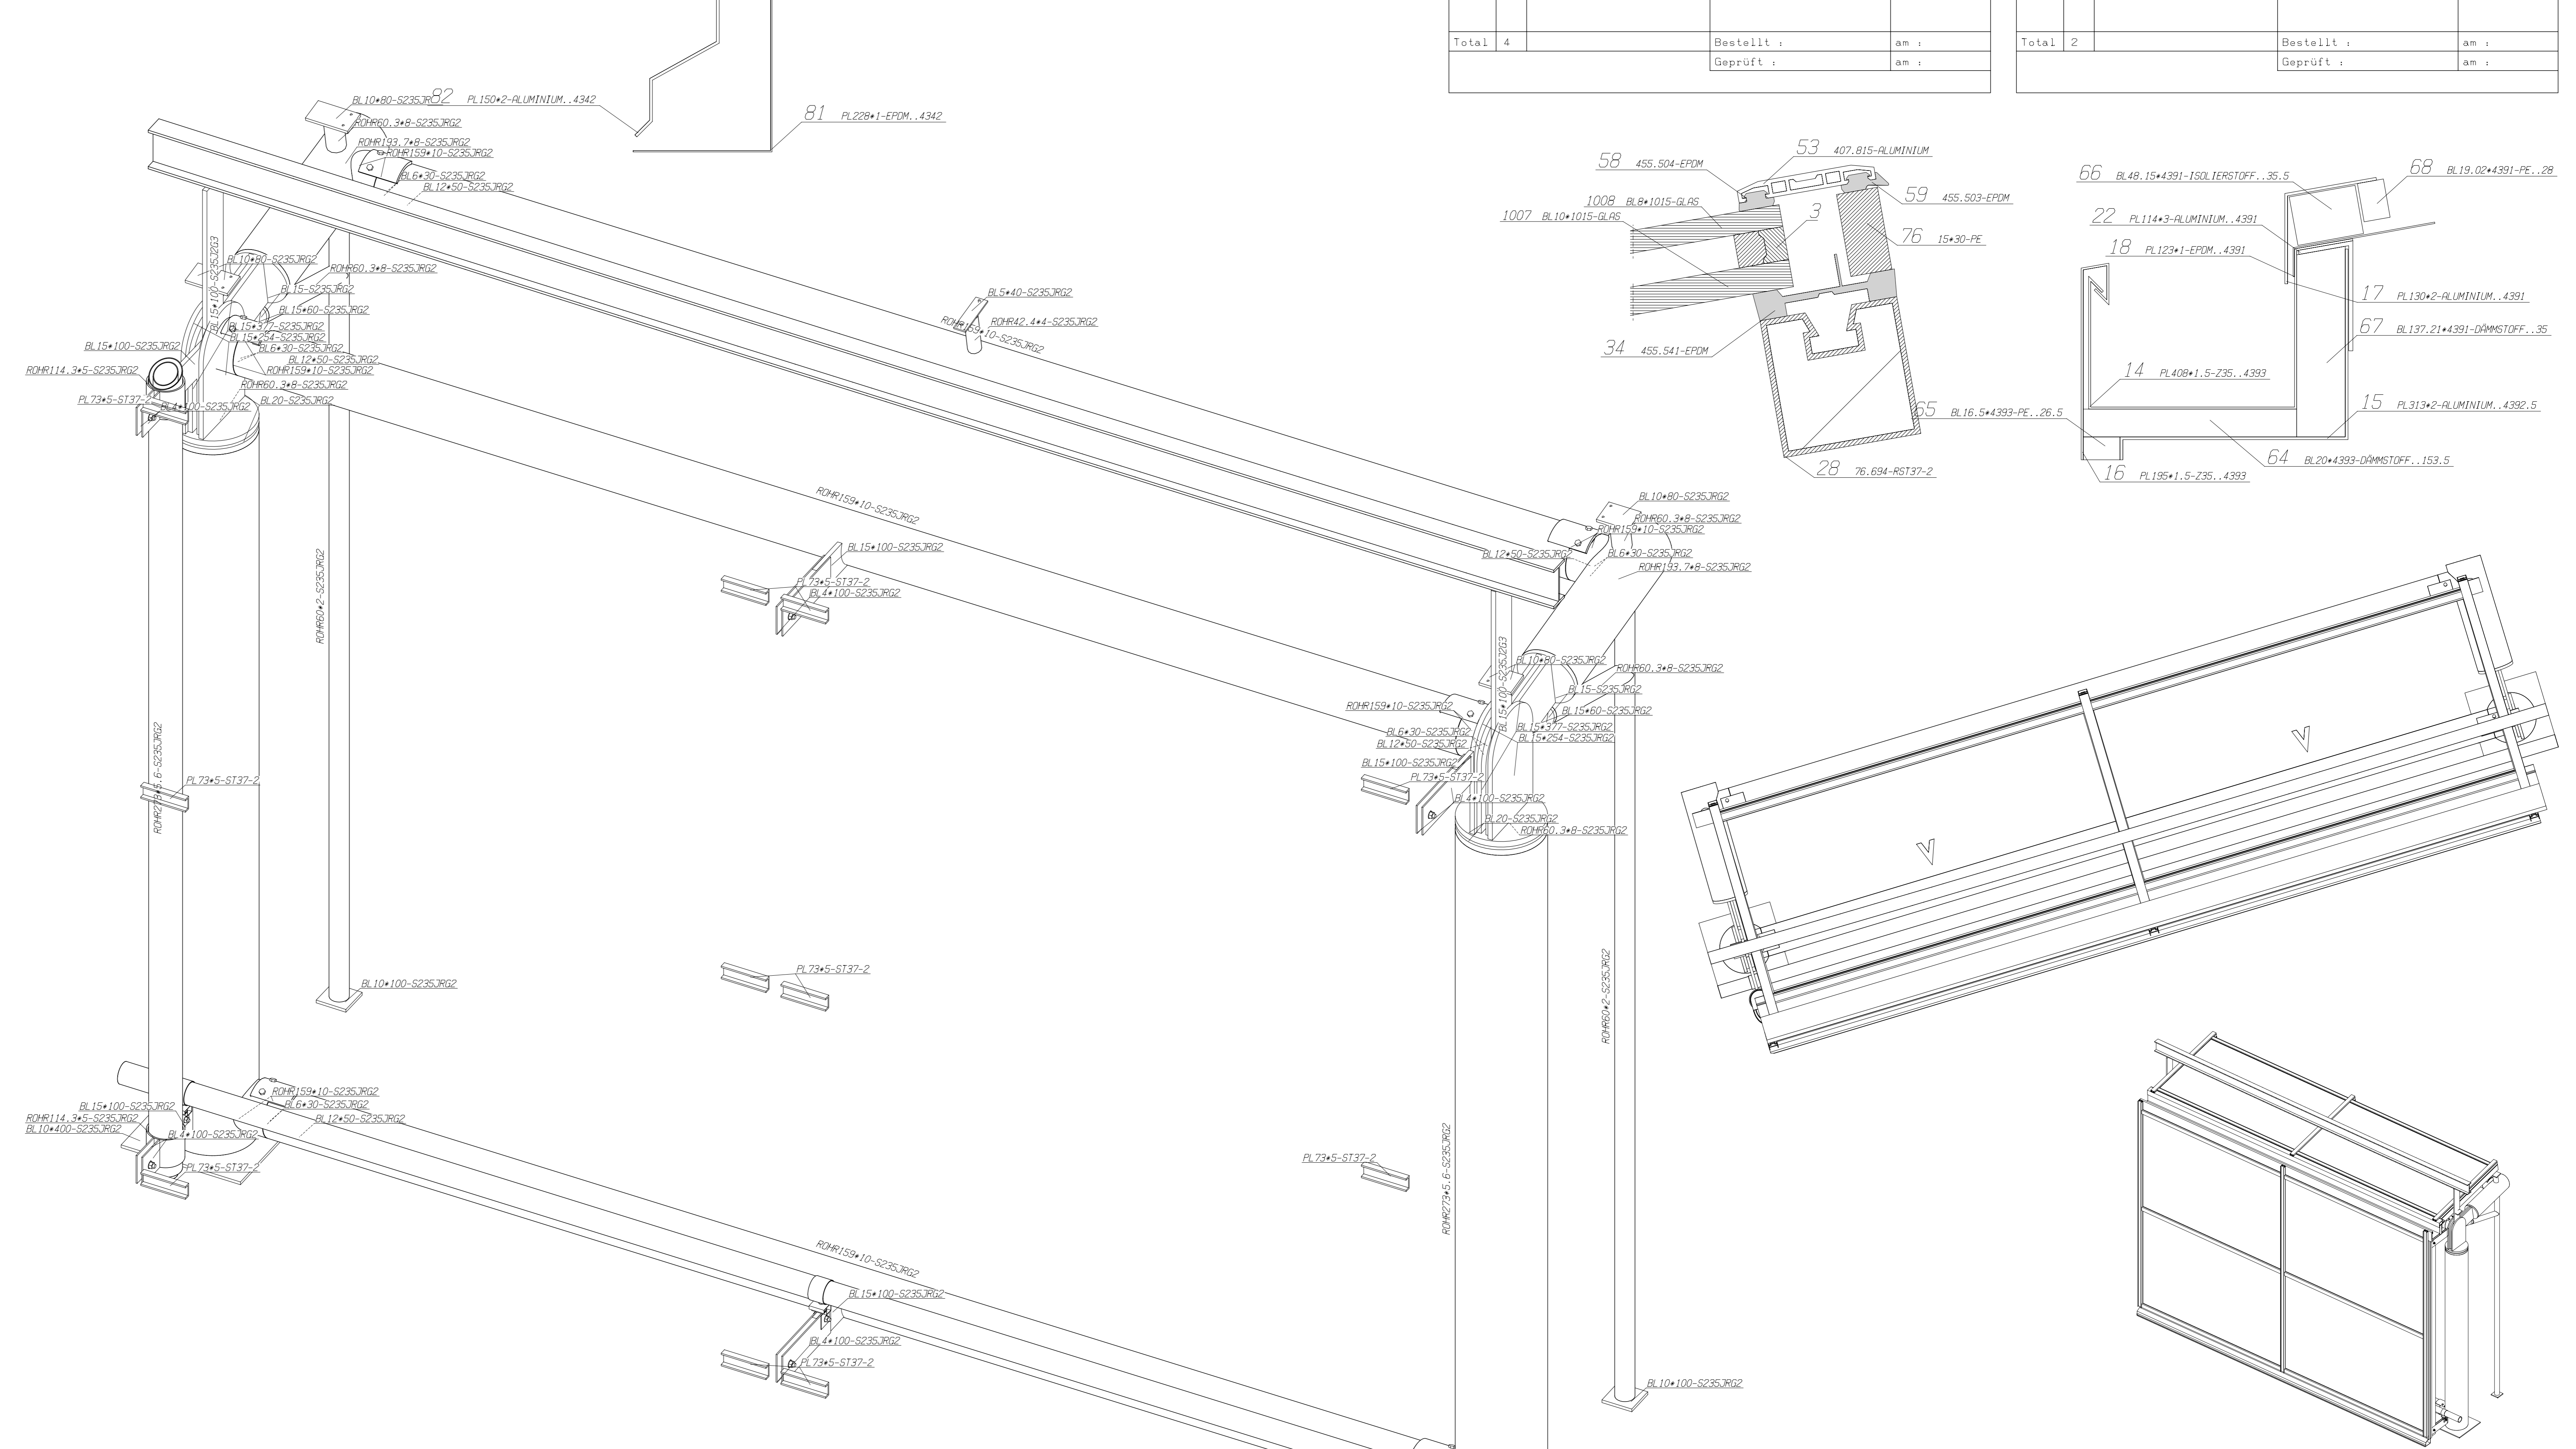 Total 4 Bestellt : am :
Geprüft : am :
Total 2 Bestellt : am :
Geprüft : am :
BL10*80-S235JRG2
82 PL150*2-ALUMINIUM..4342
81 PL228*1-EPDM..4342
ROHR60.3*8-S235JRG2
ROHR193.7*8-S235JRG2
ROHR159*10-S235JRG2
BL6*30-S235JRG2
BL12*50-S235JRG2
BL15*100-S235J2G3
BL10*80-S235JRG2
ROHR60.3*8-S235JRG2
BL15-S235JRG2
BL15*60-S235JRG2
BL15*377-S235JRG2
BL15*254-S235JRG2
BL15*100-S235JRG2
BL6*30-S235JRG2
BL12*50-S235JRG2
ROHR114.3*5-S235JRG2
ROHR159*10-S235JRG2
ROHR60.3*8-S235JRG2
PL73*5-ST37-2
BL4*100-S235JRG2
BL20-S235JRG2
BL5*40-S235JRG2
ROHR42.4*4-S235JRG2
ROHR159*10-S235JRG2
ROHR159*10-S235JRG2
ROHR60*2-S235JRG2
BL15*100-S235JRG2
PL73*5-ST37-2
BL4*100-S235JRG2
BL10*80-S235JRG2
ROHR60.3*8-S235JRG2
ROHR159*10-S235JRG2
BL12*50-S235JRG2
BL6*30-S235JRG2
ROHR193.7*8-S235JRG2
BL15*100-S235J2G3
BL10*80-S235JRG2
ROHR60.3*8-S235JRG2
BL15-S235JRG2
ROHR159*10-S235JRG2
BL15*60-S235JRG2
BL15*377-S235JRG2
BL6*30-S235JRG2
BL15*254-S235JRG2
BL12*50-S235JRG2
BL15*100-S235JRG2
PL73*5-ST37-2
BL4*100-S235JRG2
BL20-S235JRG2
ROHR60.3*8-S235JRG2
ROHR273*5.6-S235JRG2
PL73*5-ST37-2
PL73*5-ST37-2
BL10*100-S235JRG2
ROHR60*2-S235JRG2
ROHR159*10-S235JRG2
BL6*30-S235JRG2
BL15*100-S235JRG2
ROHR114.3*5-S235JRG2
BL12*50-S235JRG2
BL10*400-S235JRG2
BL4*100-S235JRG2
PL73*5-ST37-2
PL73*5-ST37-2
ROHR273*5.6-S235JRG2
ROHR159*10-S235JRG2
BL15*100-S235JRG2
BL4*100-S235JRG2
PL73*5-ST37-2
BL10*100-S235JRG2
53 407.815-ALUMINIUM
58 455.504-EPDM
59 455.503-EPDM
1008 BL8*1015-GLAS
3
1007 BL10*1015-GLAS
76 15*30-PE
34 455.541-EPDM
28 76.694-RST37-2
66 BL48.15*4391-ISOLIERSTOFF..35.5
68 BL19.02*4391-PE..28
22 PL114*3-ALUMINIUM..4391
18 PL123*1-EPDM..4391
17 PL130*2-ALUMINIUM..4391
67 BL137.21*4391-DÄMMSTOFF..35
14 PL408*1.5-Z35..4393
65 BL16.5*4393-PE..26.5
15 PL313*2-ALUMINIUM..4392.5
64 BL20*4393-DÄMMSTOFF..153.5
16 PL195*1.5-Z35..4393
V
V